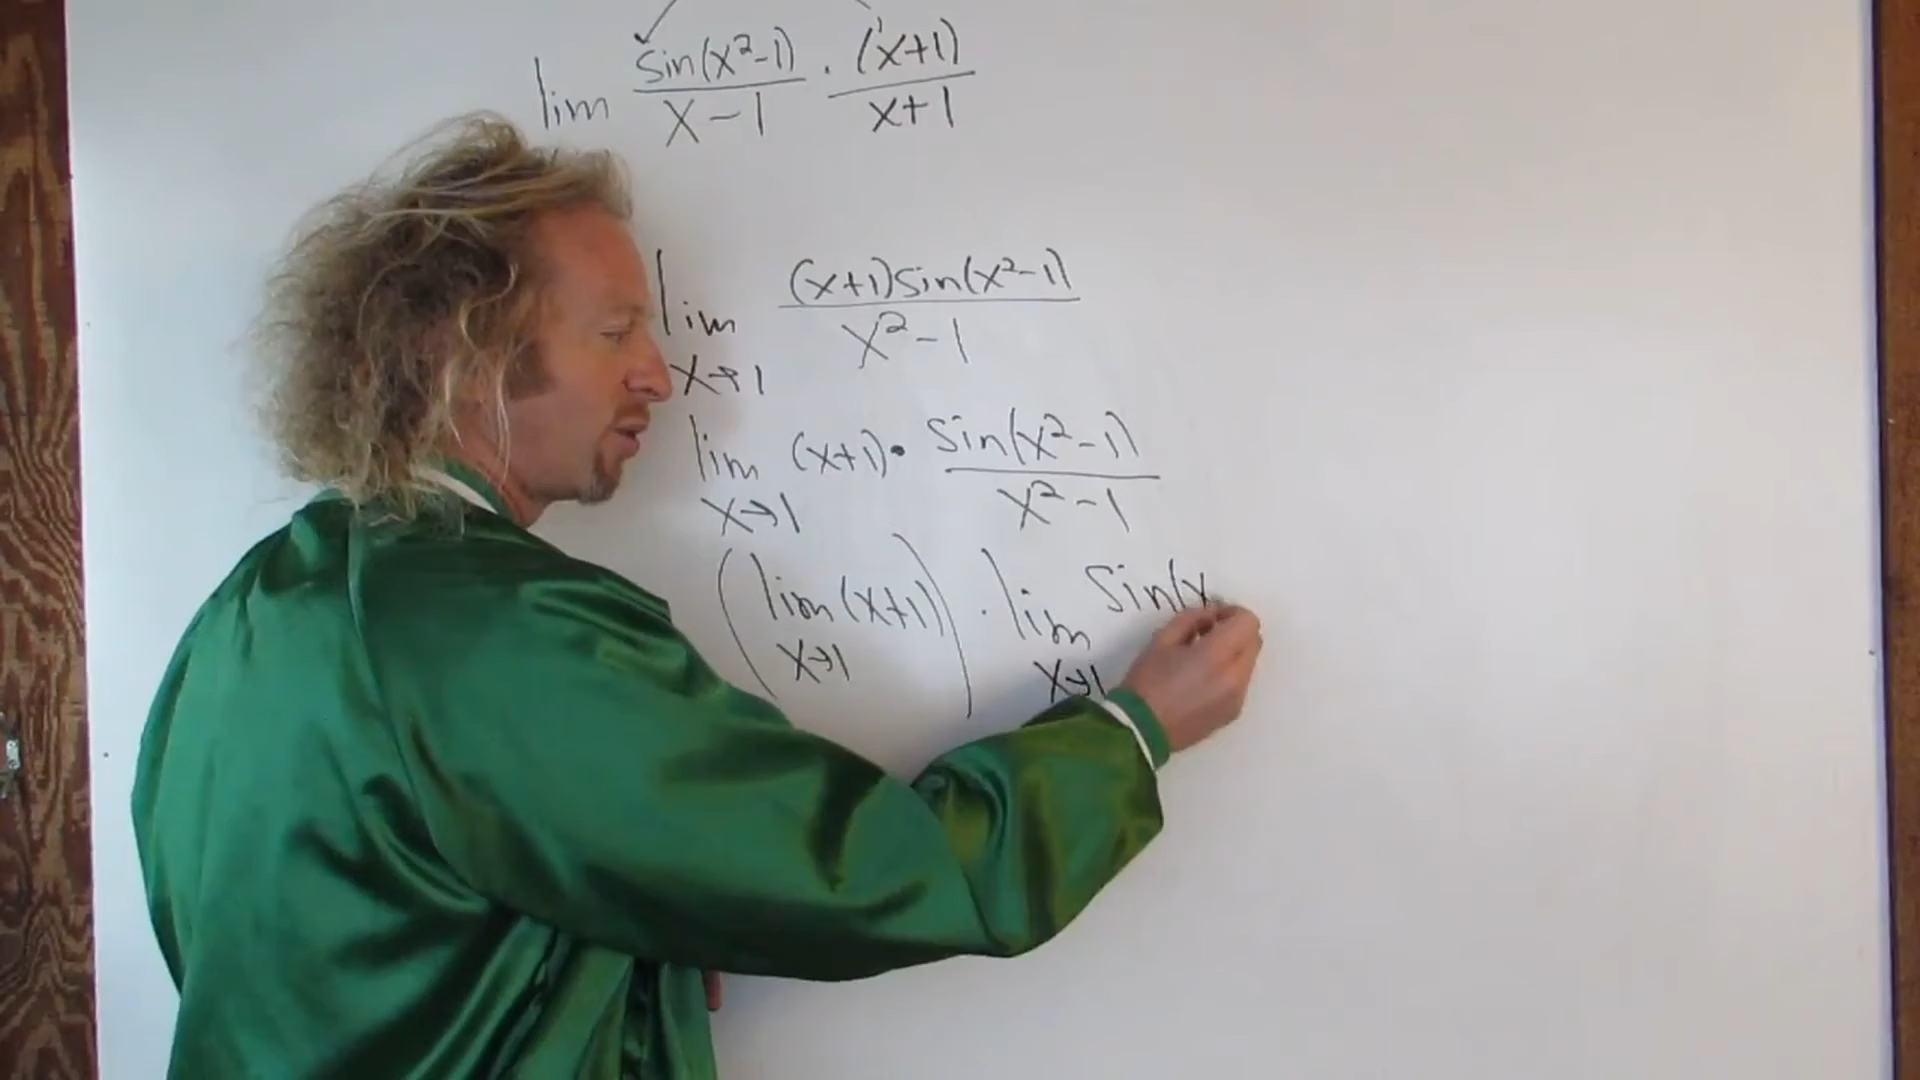 lim sin(x²-1)/x-1 · (x+1)/x+1
lim x→1 (x+1)sin(x²-1)/x²-1
lim x→1 (x+1)• sin(x²-1)/x²-1
(lim x→1 (x+1)) · lim x→1 sin(x